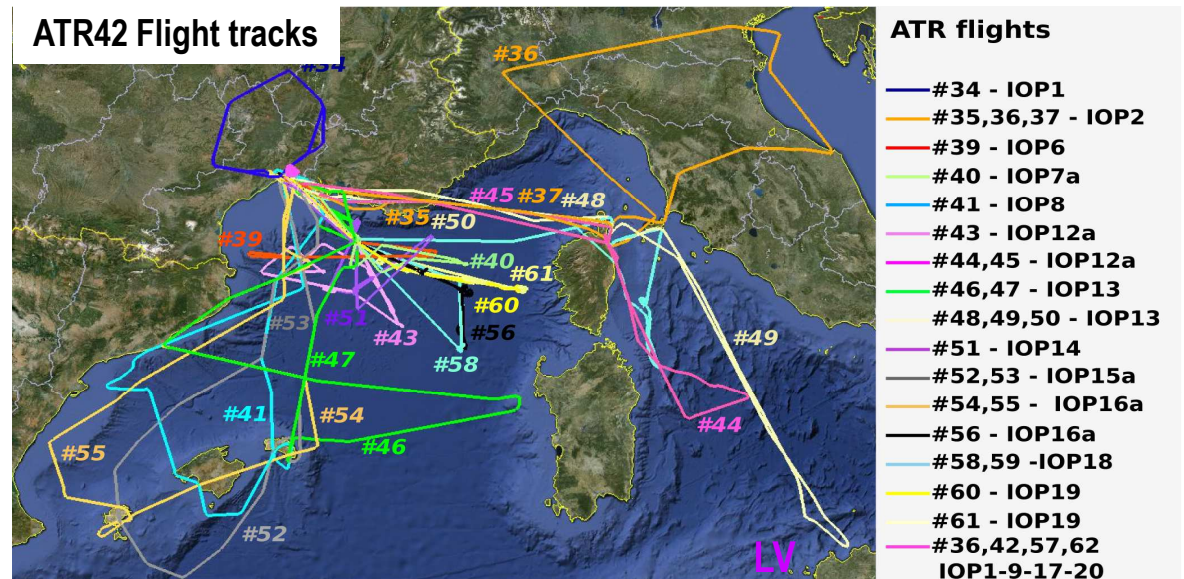 ATR42 Flight tracks
#34
#36
#45 #37 #48
#35 #50
#39
#40
#61
#60
#53
#51
#43
#56
#58
#49
#47
#41
#54
#44
#46
#55
#52
LV
ATR flights
#34 - IOP1
#35,36,37 - IOP2
#39 - IOP6
#40 - IOP7a
#41 - IOP8
#43 - IOP12a
#44,45 - IOP12a
#46,47 - IOP13
#48,49,50 - IOP13
#51 - IOP14
#52,53 - IOP15a
#54,55 -  IOP16a
#56 - IOP16a
#58,59 -IOP18
#60 - IOP19
#61 - IOP19
#36,42,57,62
IOP1-9-17-20